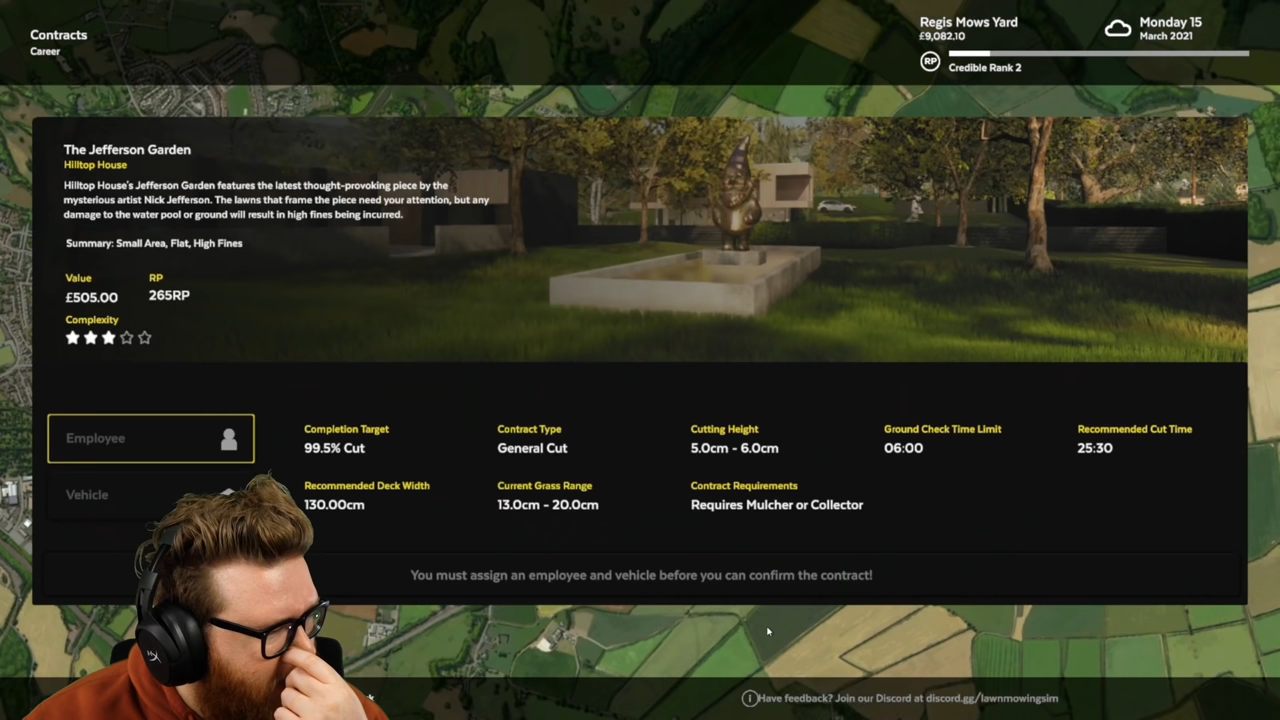 Contracts
Career
Regis Mows Yard
£9,082.10
Monday 15
March 2021
RP
Credible Rank 2
The Jefferson Garden
Hilltop House
Hilltop House's Jefferson Garden features the latest thought-provoking piece by the
mysterious artist Nick Jefferson. The lawns that frame the piece need your attention, but any
damage to the water pool or ground will result in high fines being incurred.
Summary: Small Area, Flat, High Fines
Value
RP
£505.00
265RP
Complexity
Employee
Vehicle
Completion Target
99.5% Cut
Contract Type
General Cut
Cutting Height
5.0cm - 6.0cm
Ground Check Time Limit
06:00
Recommended Cut Time
25:30
Recommended Deck Width
130.00cm
Current Grass Range
13.0cm - 20.0cm
Contract Requirements
Requires Mulcher or Collector
You must assign an employee and vehicle before you can confirm the contract!
Have feedback? Join our Discord at discord.gg/lawnmowingsim